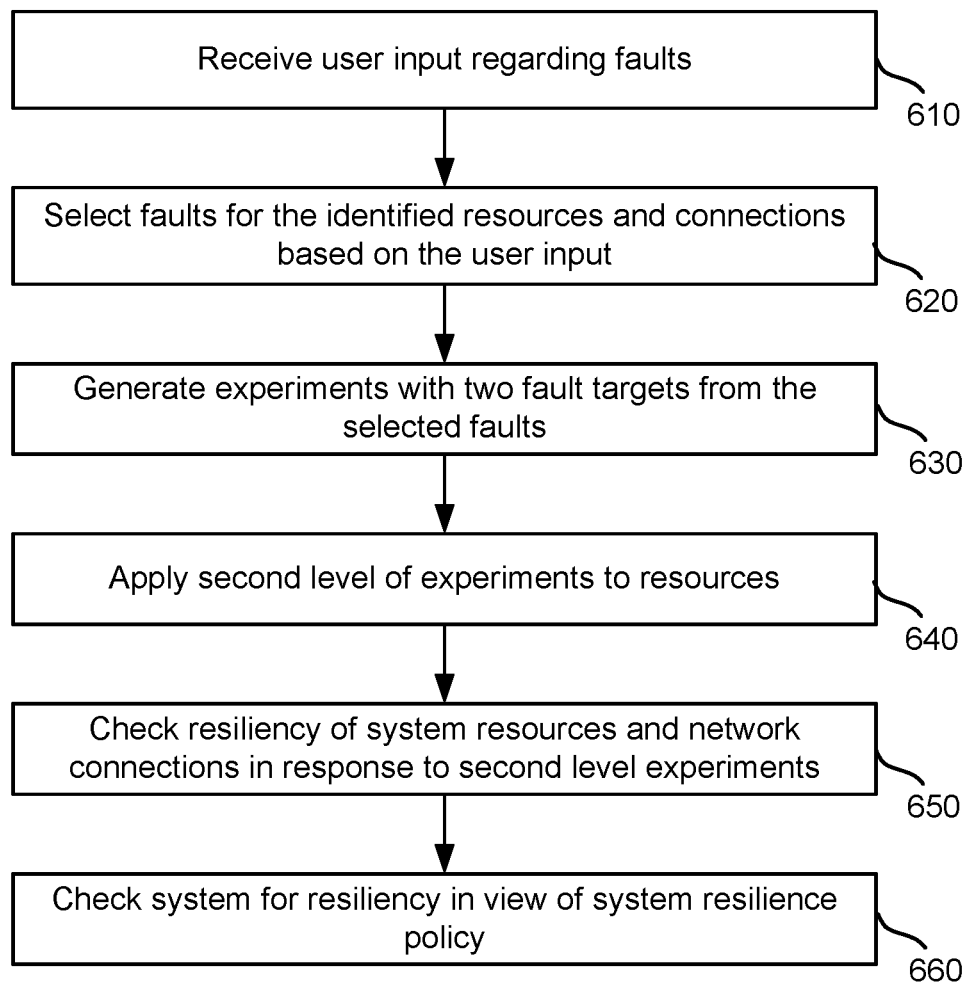 Receive user input regarding faults
610
Select faults for the identified resources and connections
based on the user input
620
Generate experiments with two fault targets from the
selected faults
630
Apply second level of experiments to resources
640
Check resiliency of system resources and network
connections in response to second level experiments
650
Check system for resiliency in view of system resilience
policy
660